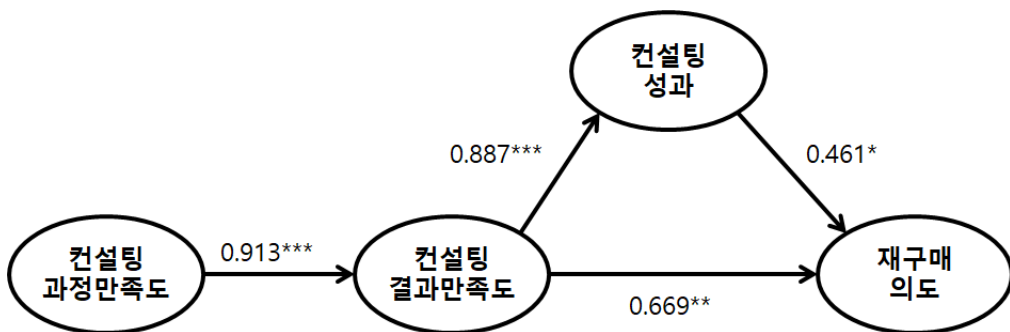 컨설팅
성과
0.887***
0.461*
컨설팅
과정만족도
0.913***
컨설팅
결과만족도
0.669**
재구매
의도